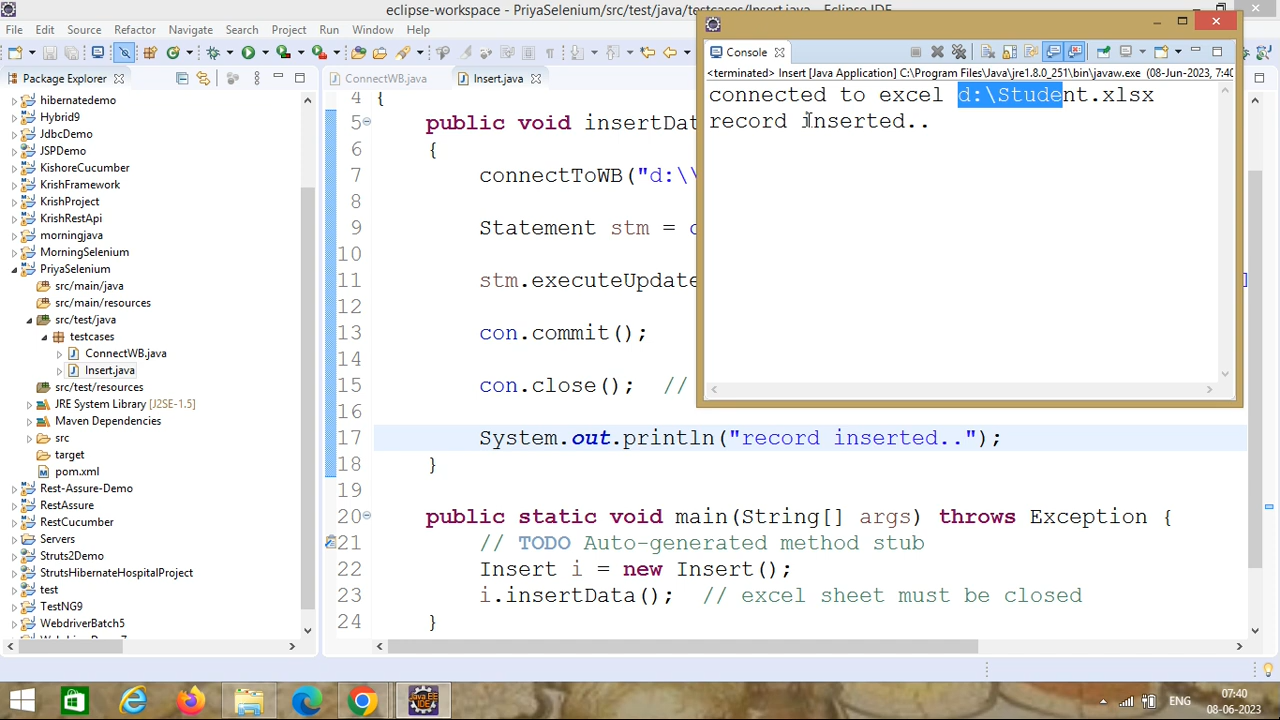 eclipse-workspace - PriyaSelenium/src/test/java/testcases/Insert.java - Eclipse IDE
File Edit Source Refactor Navigate Search Project Run Window Help
Package Explorer
hibernatedemo
Hybrid9
JdbcDemo
JSPDemo
KishoreCucumber
KrishFramework
KrishProject
KrishRestApi
morningjava
MorningSelenium
PriyaSelenium
src/main/java
src/main/resources
src/test/java
testcases
ConnectWB.java
Insert.java
src/test/resources
JRE System Library [J2SE-1.5]
Maven Dependencies
src
target
pom.xml
Rest-Assure-Demo
RestAssure
RestCucumber
Servers
Struts2Demo
StrutsHibernateHospitalProject
test
TestNG9
WebdriverBatch5
ConnectWB.java Insert.java
4 {
5 public void insertDat
6 {
7 connectToWB("d:\\
8
9 Statement stm = c
10
11 stm.executeUpdate
12
13 con.commit();
14
15 con.close(); //
16
17 System.out.println("record inserted..");
18 }
19
20 public static void main(String[] args) throws Exception {
21 // TODO Auto-generated method stub
22 Insert i = new Insert();
23 i.insertData(); // excel sheet must be closed
24 }
Console
<terminated> Insert [Java Application] C:\Program Files\Java\jre1.8.0_251\bin\javaw.exe (08-Jun-2023, 7:40
connected to excel d:\Student.xlsx
record inserted..
Java EE
IDE
ENG
07:40
08-06-2023